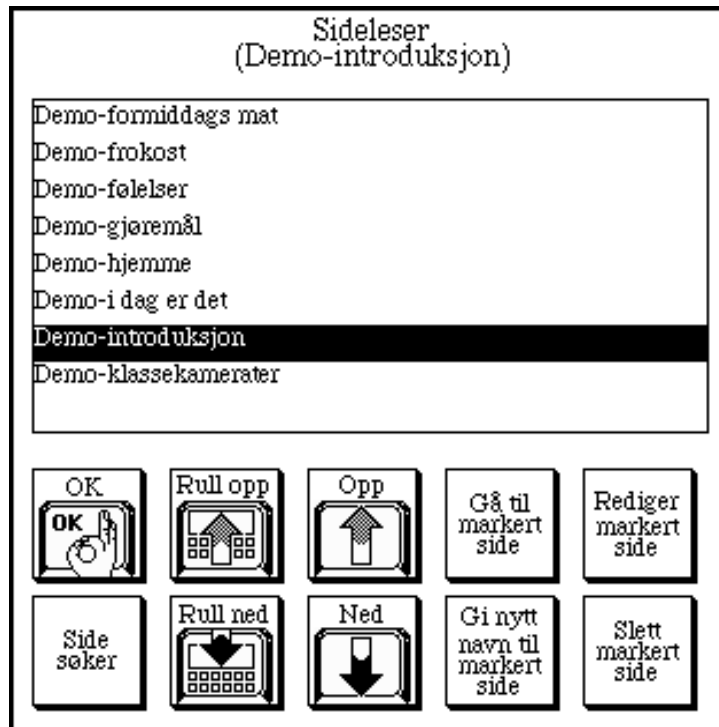 Sideleser
(Demo-introduksjon)
Demo-formiddags mat
Demo-frokost
Demo-følelser
Demo-gjøremål
Demo-hjemme
Demo-i dag er det
Demo-introduksjon
Demo-klassekamerater
OK
OK
Rull opp
Opp
Gå til
markert
side
Rediger
markert
side
Side
søker
Rull ned
Ned
Gi nytt
navn til
markert
side
Slett
markert
side